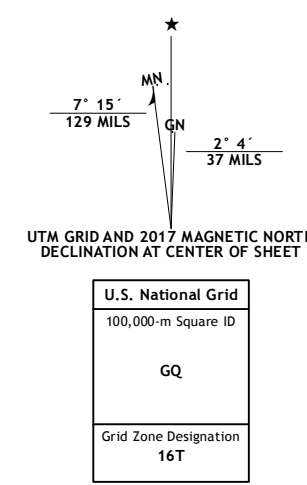 ★
MN
GN
7° 15´
129 MILS
2° 4´
37 MILS
UTM GRID AND 2017 MAGNETIC NORTH
DECLINATION AT CENTER OF SHEET
U.S. National Grid
100,000-m Square ID
GQ
Grid Zone Designation
16T